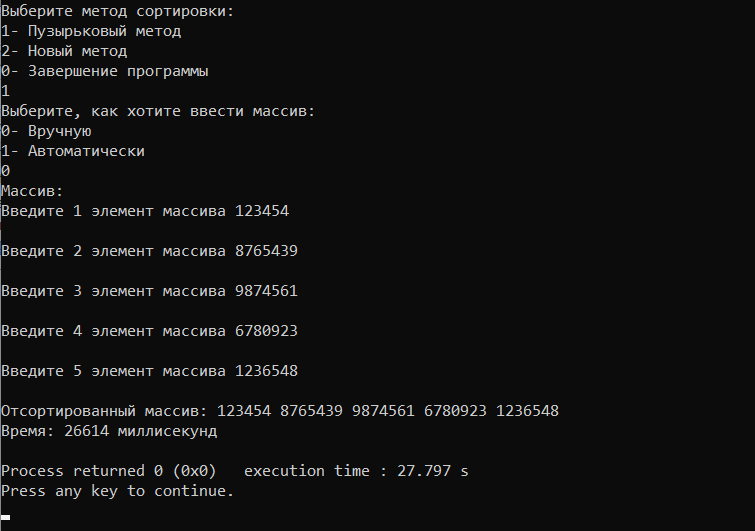 Выберите метод сортировки:
1- Пузырьковый метод
2- Новый метод
0- Завершение программы
1
Выберите, как хотите ввести массив:
0- Вручную
1- Автоматически
0
Массив:
Введите 1 элемент массива 123454
Введите 2 элемент массива 8765439
Введите 3 элемент массива 9874561
Введите 4 элемент массива 6780923
Введите 5 элемент массива 1236548
Отсортированный массив: 123454 8765439 9874561 6780923 1236548
Время: 26614 миллисекунд
Process returned 0 (0x0)   execution time : 27.797 s
Press any key to continue.